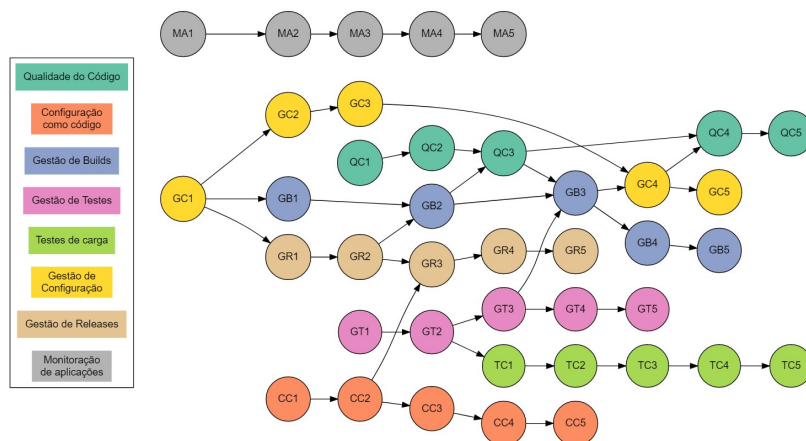 MA1
MA2
MA3
MA4
MA5
Qualidade do Código
Configuração
como código
Gestão de Builds
Gestão de Testes
Testes de carga
Gestão de
Configuração
Gestão de Releases
Monitoração
de aplicações
GC1
GC2
GC3
GC4
GC5
QC1
QC2
QC3
QC4
QC5
GB1
GB2
GB3
GB4
GB5
GR1
GR2
GR3
GR4
GR5
GT1
GT2
GT3
GT4
GT5
TC1
TC2
TC3
TC4
TC5
CC1
CC2
CC3
CC4
CC5